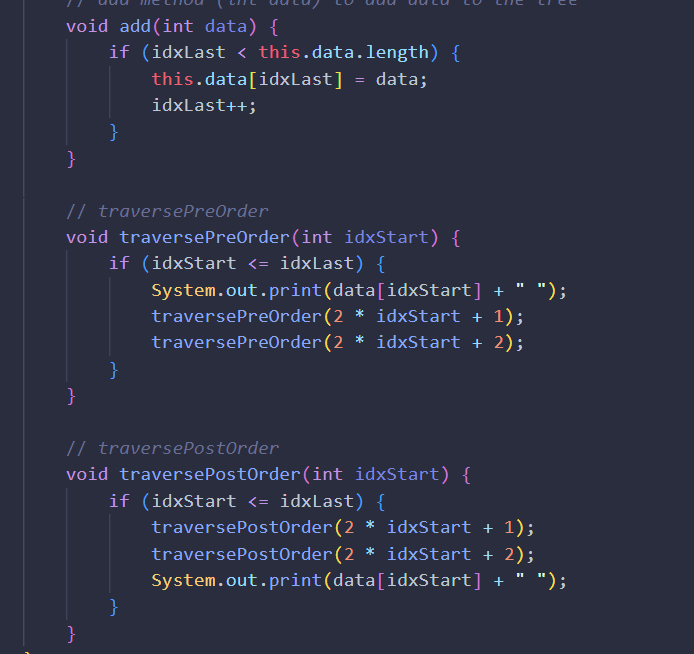 // add method (int data) to add data to the tree
void add(int data) {
if (idxLast < this.data.length) {
this.data[idxLast] = data;
idxLast++;
}
}
// traversePreOrder
void traversePreOrder(int idxStart) {
if (idxStart <= idxLast) {
System.out.print(data[idxStart] + " ");
traversePreOrder(2 * idxStart + 1);
traversePreOrder(2 * idxStart + 2);
}
}
// traversePostOrder
void traversePostOrder(int idxStart) {
if (idxStart <= idxLast) {
traversePostOrder(2 * idxStart + 1);
traversePostOrder(2 * idxStart + 2);
System.out.print(data[idxStart] + " ");
}
}